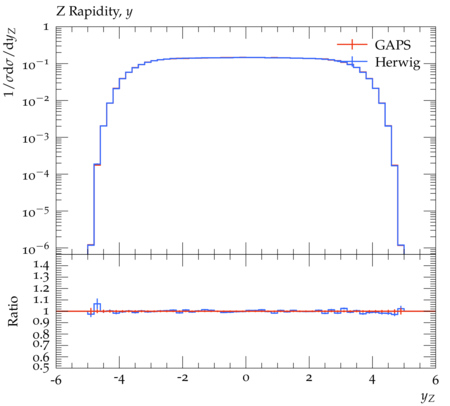 Z Rapidity, y
1/σdσ/dy_Z
1
10⁻¹
10⁻²
10⁻³
10⁻⁴
10⁻⁵
10⁻⁶
GAPS
Herwig
Ratio
1.4
1.3
1.2
1.1
1
0.9
0.8
0.7
0.6
0.5
-6 -4 -2 0 2 4 6
y_Z